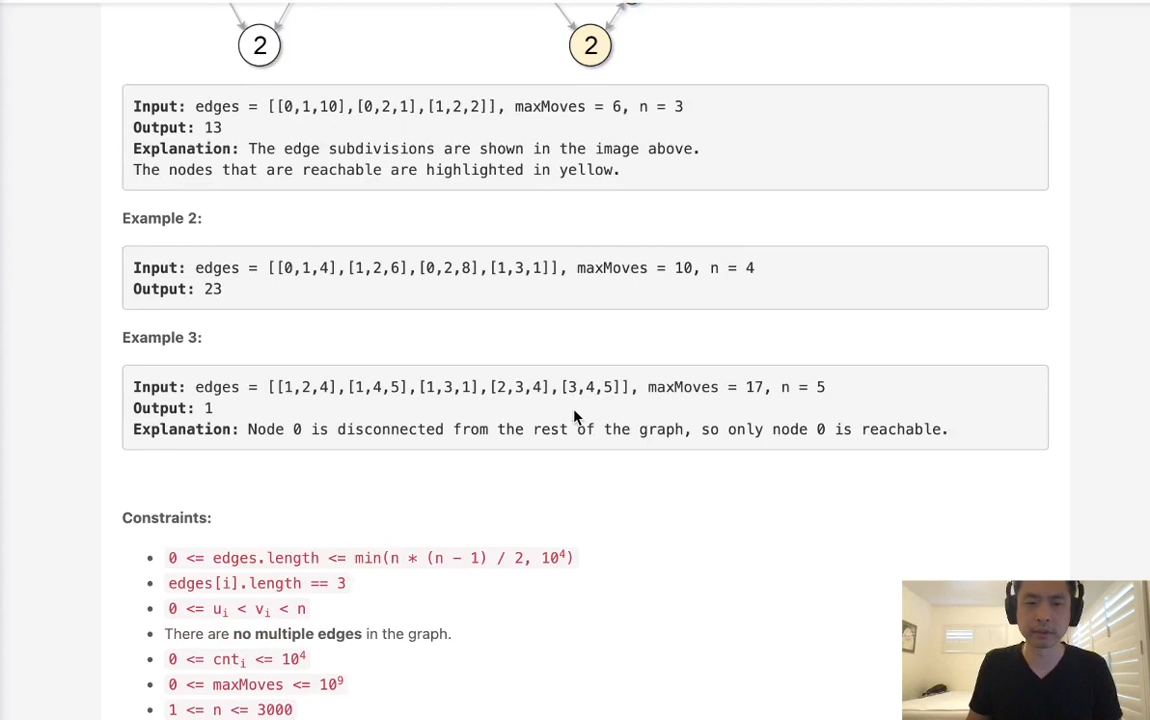 2 2
Input: edges = [[0,1,10],[0,2,1],[1,2,2]], maxMoves = 6, n = 3
Output: 13
Explanation: The edge subdivisions are shown in the image above.
The nodes that are reachable are highlighted in yellow.
Example 2:
Input: edges = [[0,1,4],[1,2,6],[0,2,8],[1,3,1]], maxMoves = 10, n = 4
Output: 23
Example 3:
Input: edges = [[1,2,4],[1,4,5],[1,3,1],[2,3,4],[3,4,5]], maxMoves = 17, n = 5
Output: 1
Explanation: Node 0 is disconnected from the rest of the graph, so only node 0 is reachable.
Constraints:
• 0 <= edges.length <= min(n * (n - 1) / 2, 10⁴)
• edges[i].length == 3
• 0 <= uᵢ < vᵢ < n
• There are no multiple edges in the graph.
• 0 <= cntᵢ <= 10⁴
• 0 <= maxMoves <= 10⁹
• 1 <= n <= 3000